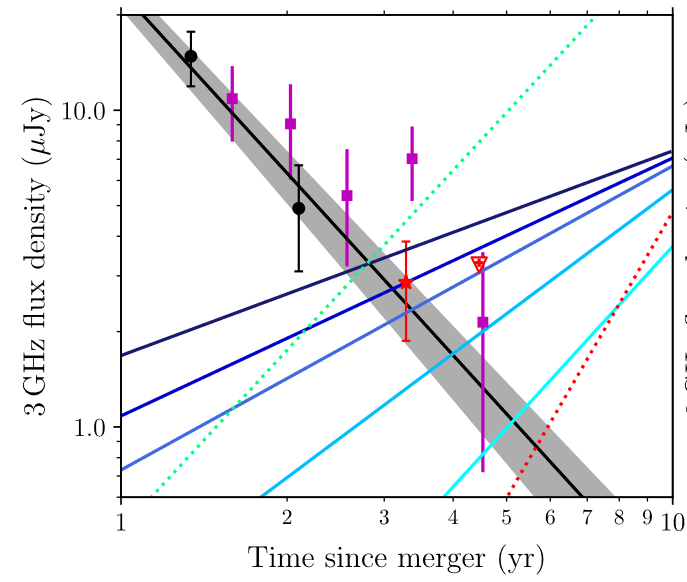 10.0
1.0
3 GHz flux density (μJy)
1 2 3 4 5 6 7 8 9 10
Time since merger (yr)